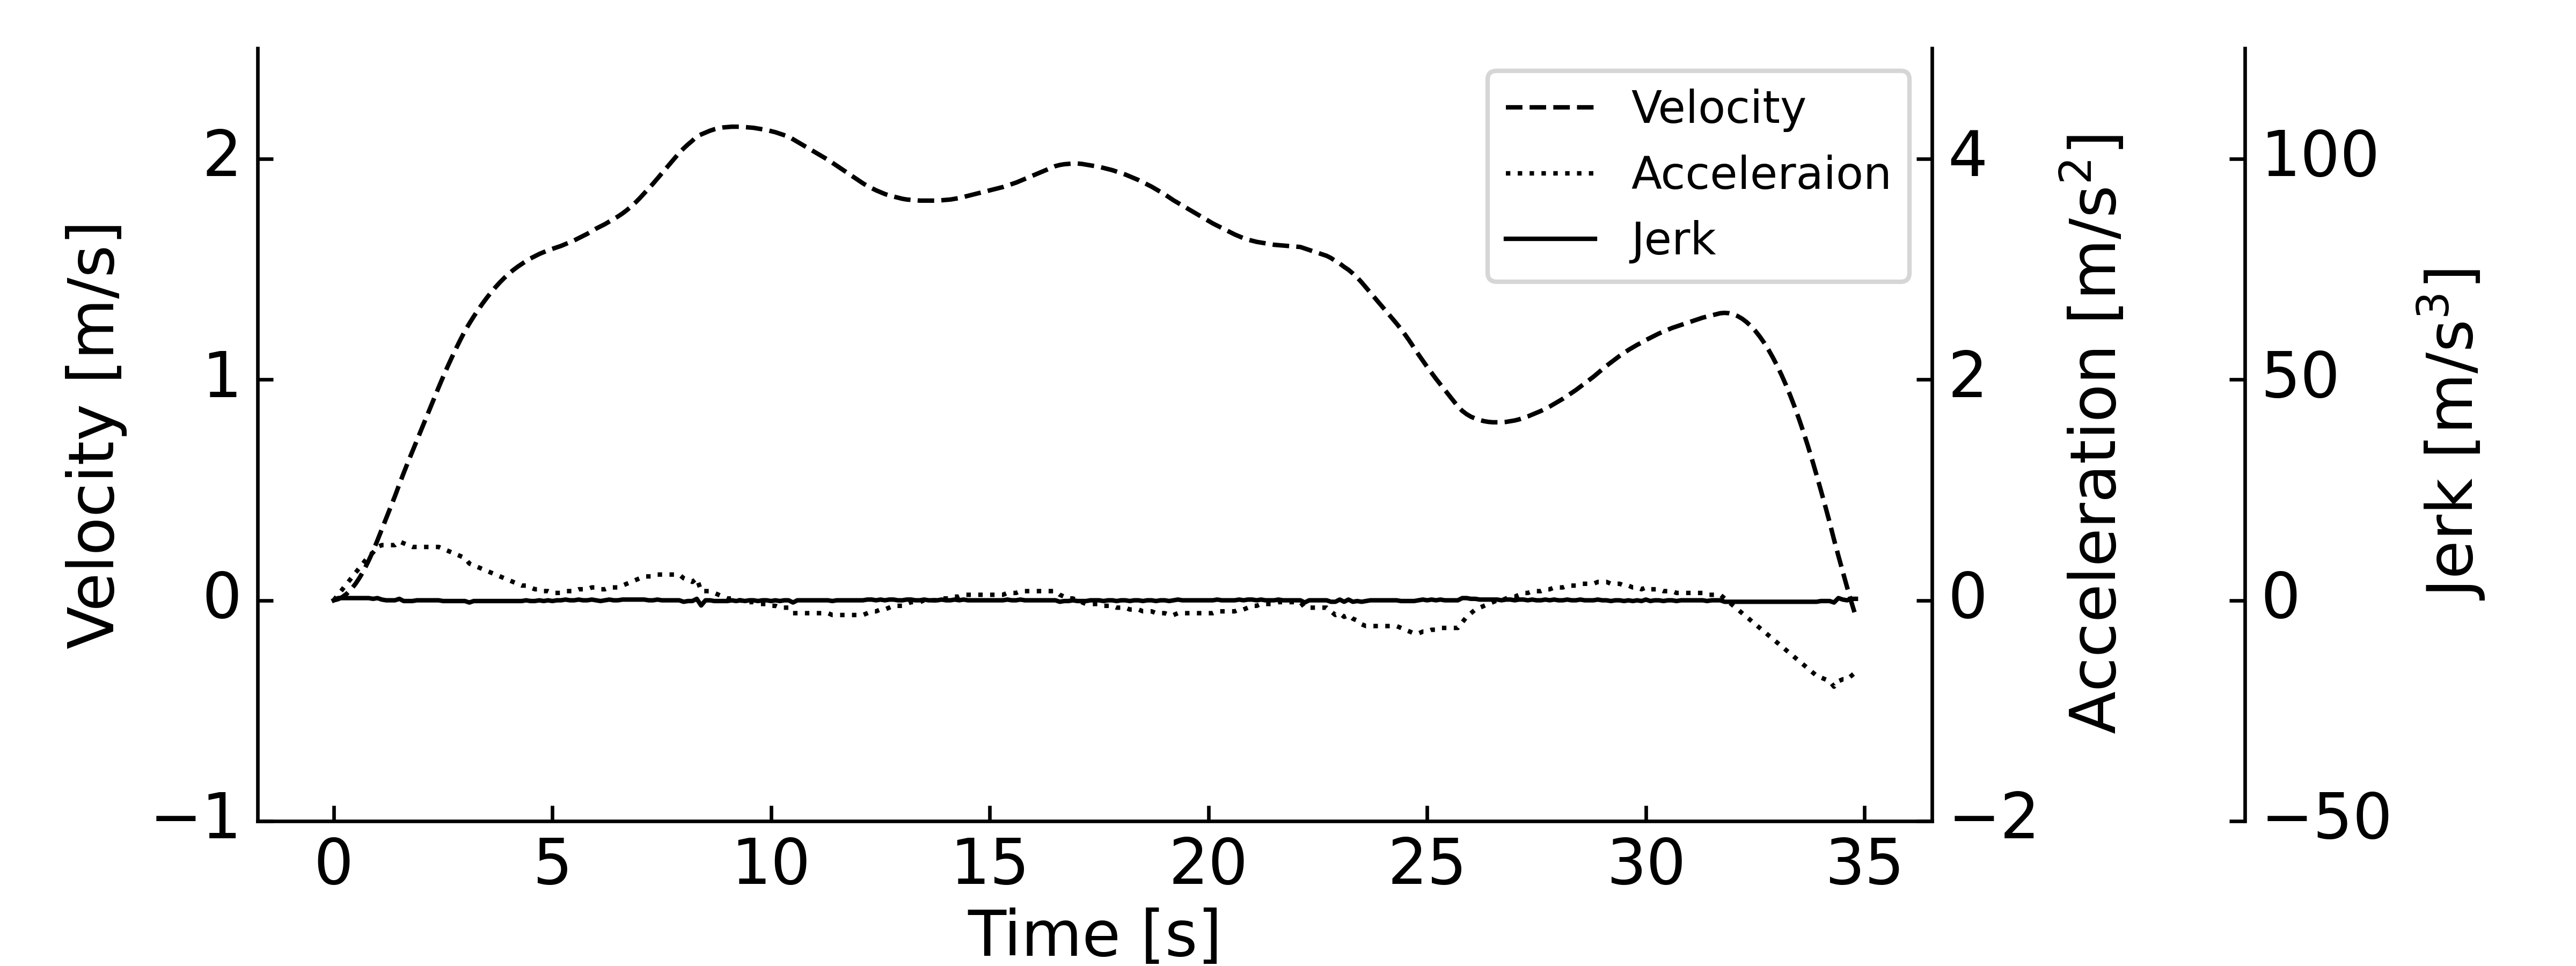 Velocity [m/s]
2
1
0
−1
0 5 10 15 20 25 30 35
Time [s]
Velocity
Acceleraion
Jerk
4
2
0
−2
Acceleration [m/s²]
100
50
0
−50
Jerk [m/s³]